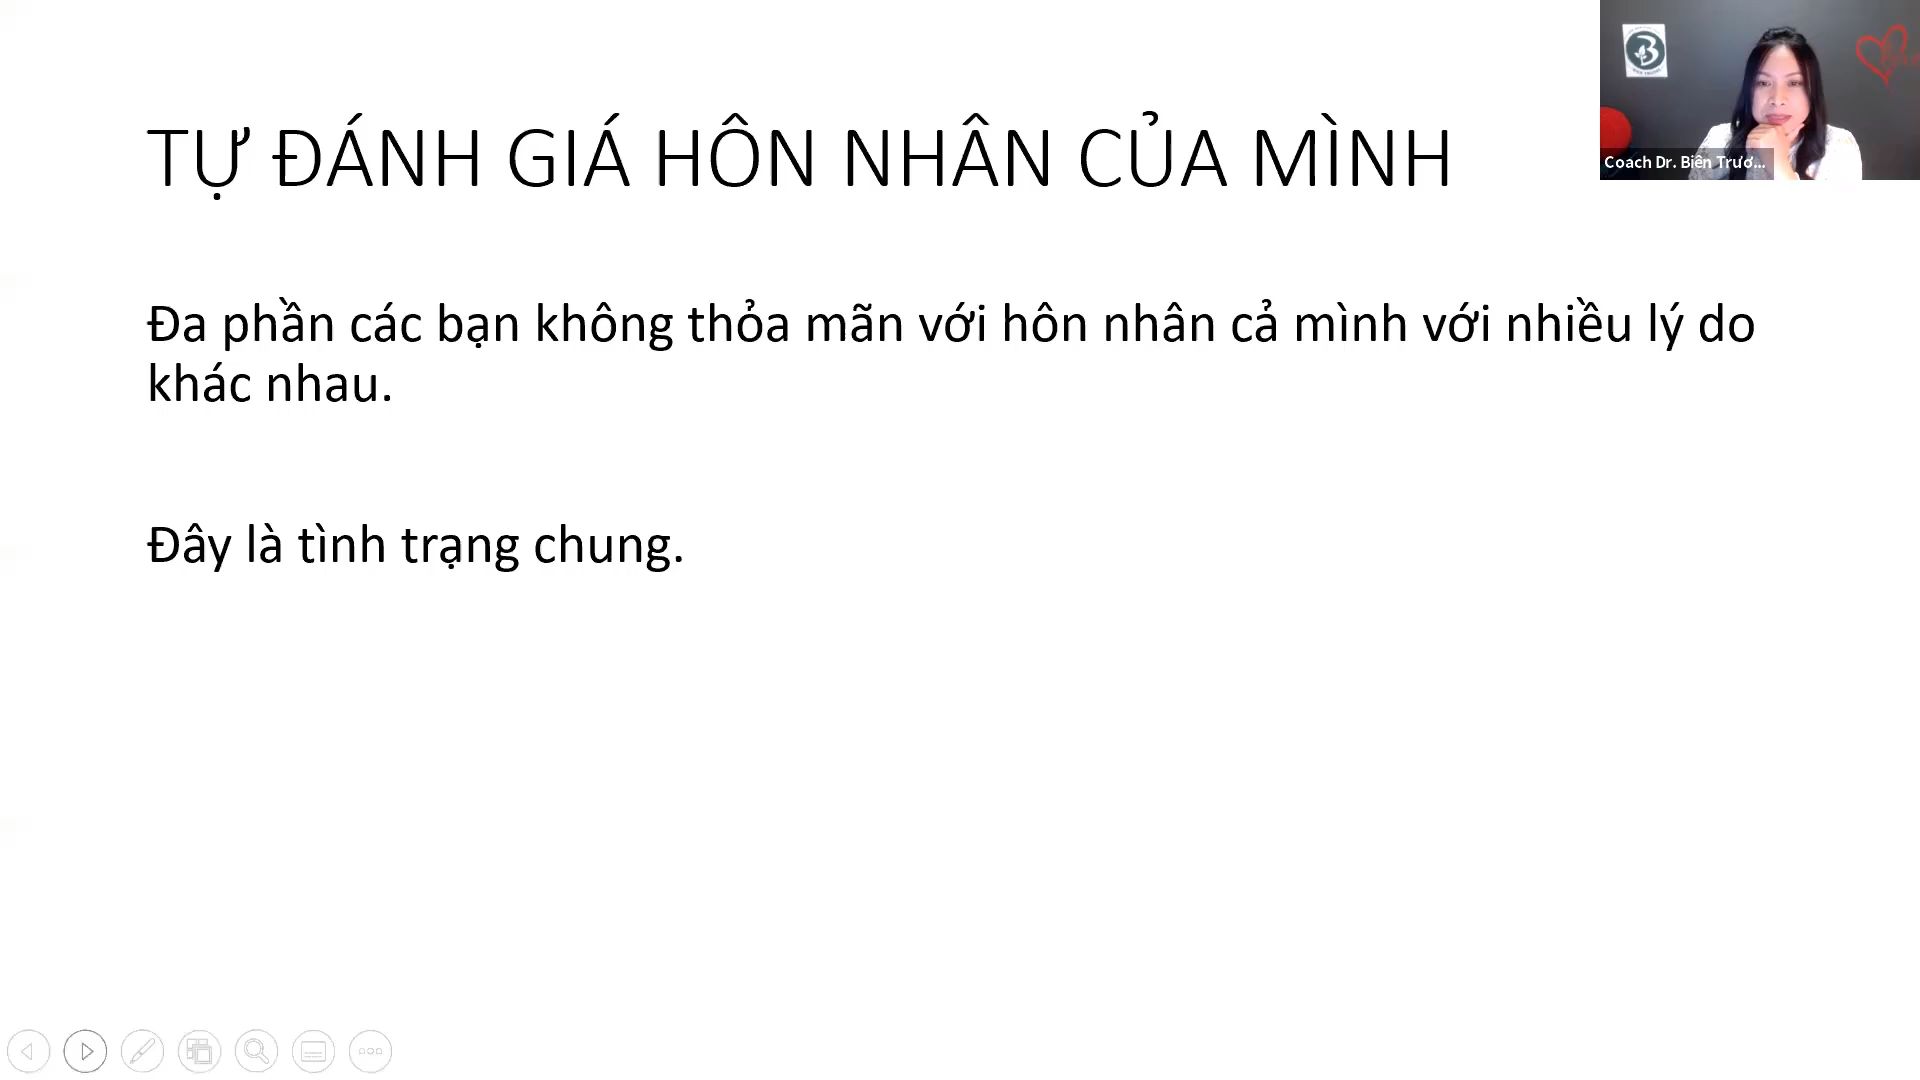 TỰ ĐÁNH GIÁ HÔN NHÂN CỦA MÌNH
Coach Dr. Biên Trươ...
Đa phần các bạn không thỏa mãn với hôn nhân cả mình với nhiều lý do
khác nhau.
Đây là tình trạng chung.